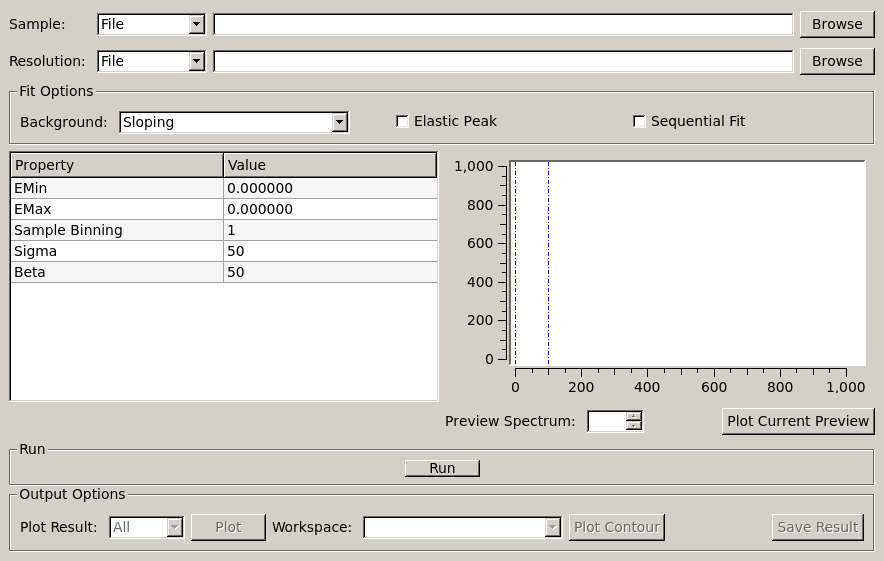 Sample: File Browse
Resolution: File Browse
Fit Options
Background: Sloping Elastic Peak Sequential Fit
Property Value
EMin 0.000000
EMax 0.000000
Sample Binning 1
Sigma 50
Beta 50
1,000
800
600
400
200
0
0 200 400 600 800 1,000
Preview Spectrum: Plot Current Preview
Run
Run
Output Options
Plot Result: All Plot Workspace: Plot Contour Save Result